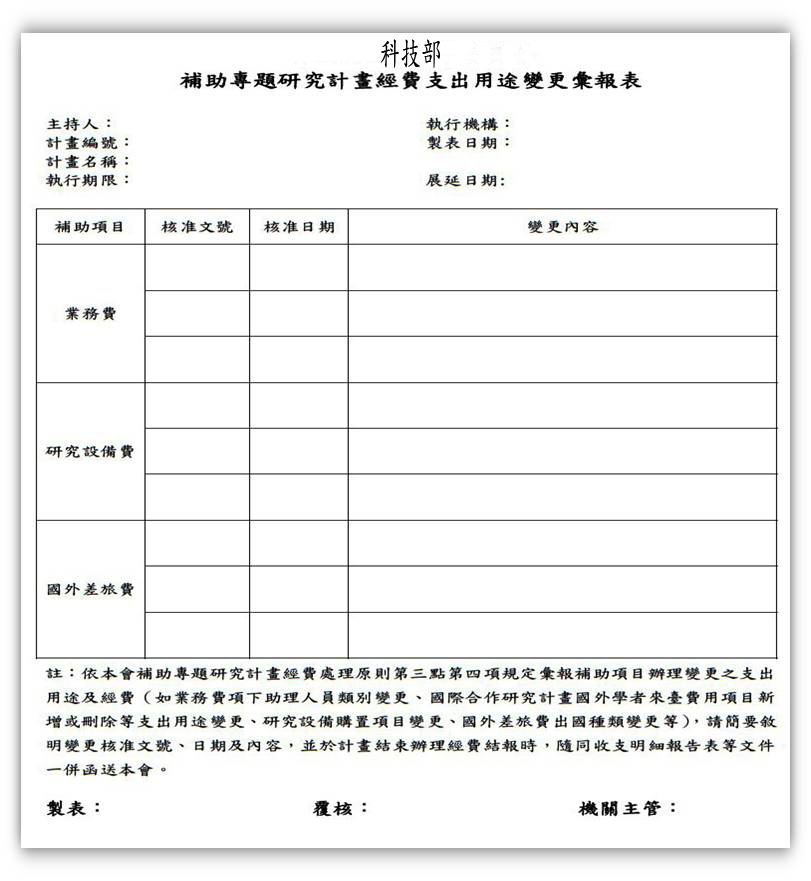 科技部
補助專題研究計畫經費支出用途變更彙報表
主持人：
執行機構：
計畫編號：
製表日期：
計畫名稱：
執行期限：
展延日期:
補助項目 核准文號 核准日期 變更內容
業務費
研究設備費
國外差旅費
註：依本會補助專題研究計畫經費處理原則第三點第四項規定彙報補助項目辦理變更之支出
用途及經費（如業務費項下助理人員類別變更、國際合作研究計畫國外學者來臺費用項目新
增或刪除等支出用途變更、研究設備購置項目變更、國外差旅費出國種類變更等），請簡要敘
明變更核准文號、日期及內容，並於計畫結束辦理經費結報時，隨同收支明細報告表等文件
一併函送本會。
製表： 覆核： 機關主管：